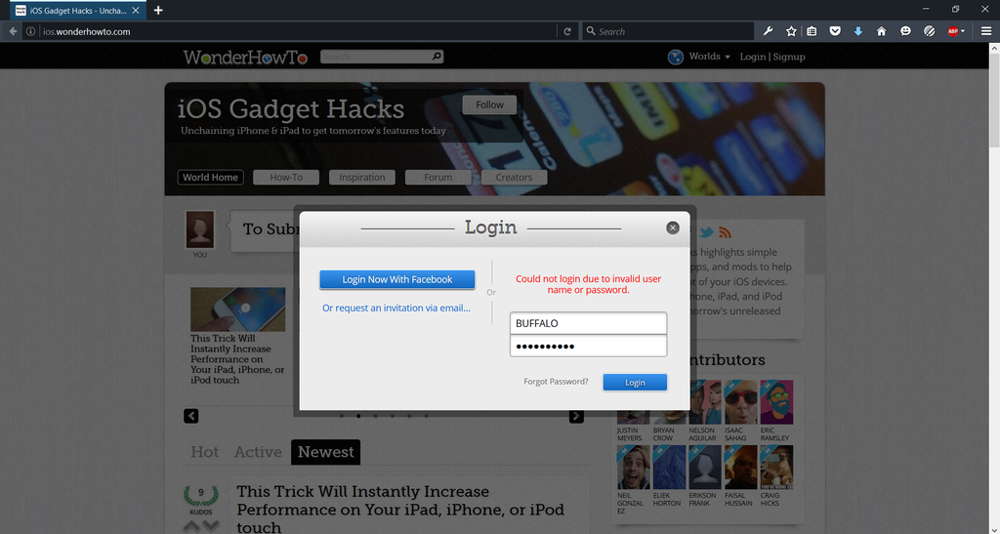 iOS Gadget Hacks - Uncha...
ios.wonderhowto.com
Search
ABP
WonderHowTo
Search
Worlds
Login | Signup
iOS Gadget Hacks
Follow
Unchaining iPhone & iPad to get tomorrow's features today
World Home
How-To
Inspiration
Forum
Creators
YOU
To Sub
Login
Login Now With Facebook
Or request an invitation via email...
Or
Could not login due to invalid user
name or password.
BUFFALO
●●●●●●●●●●
Forgot Password?
Login
highlights simple
pps, and mods to help
ut of your iOS devices.
hone, iPad, and iPod
morrow's unreleased
This Trick Will
Instantly Increase
Performance on
Your iPad, iPhone, or
iPod touch
ntributors
JUSTIN
MEYERS
BRYAN
CROW
NELSON
AGUILAR
ISAAC
SAHAG
ERIC
RAMSLEY
NEIL
GONZAL
EZ
ELIEK
HORTON
ERIKSON
FRANK
FAISAL
HUSSAIN
CRAIG
HICKS
Hot
Active
Newest
9
KUDOS
This Trick Will Instantly Increase
Performance on Your iPad, iPhone, or iPod
touch